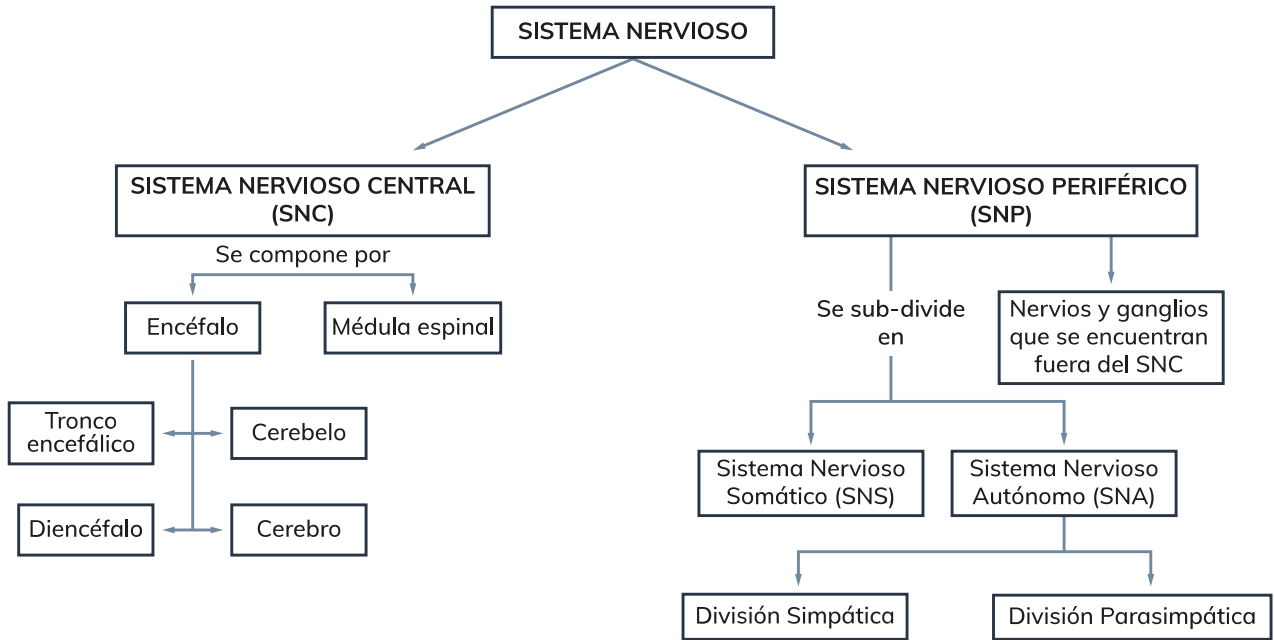 SISTEMA NERVIOSO
SISTEMA NERVIOSO CENTRAL
(SNC)
Se compone por
Encéfalo
Médula espinal
Tronco
encefálico
Cerebelo
Diencéfalo
Cerebro
SISTEMA NERVIOSO PERIFÉRICO
(SNP)
Se sub-divide
en
Nervios y ganglios
que se encuentran
fuera del SNC
Sistema Nervioso
Somático (SNS)
Sistema Nervioso
Autónomo (SNA)
División Simpática
División Parasimpática